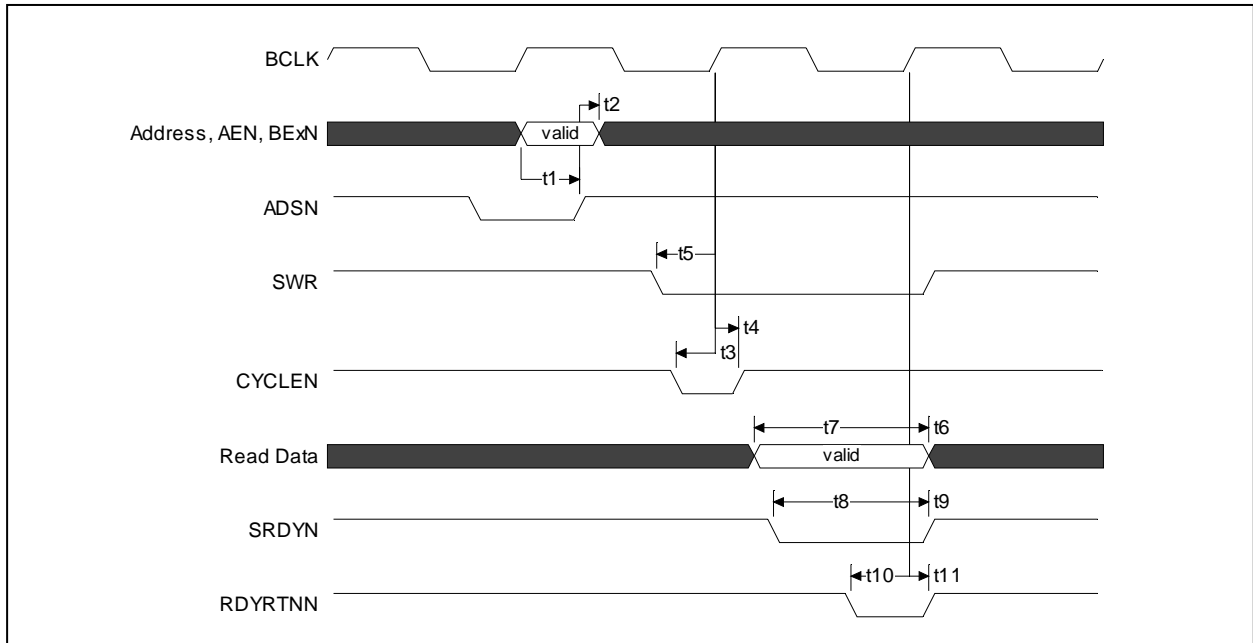 BCLK
t2
Address, AEN, BExN
valid
t1
ADSN
t5
SWR
t4
t3
CYCLEN
t7
t6
Read Data
valid
t8
t9
SRDYN
t10
t11
RDYRTNN